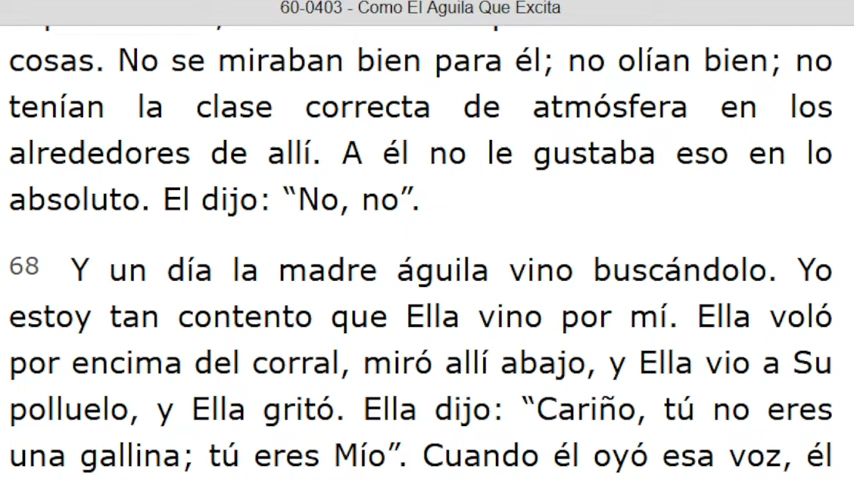 60-0403 - Como El Aguila Que Excita
cosas. No se miraban bien para él; no olían bien; no
tenían la clase correcta de atmósfera en los
alrededores de allí. A él no le gustaba eso en lo
absoluto. El dijo: “No, no”.
68 Y un día la madre águila vino buscándolo. Yo
estoy tan contento que Ella vino por mí. Ella voló
por encima del corral, miró allí abajo, y Ella vio a Su
polluelo, y Ella gritó. Ella dijo: “Cariño, tú no eres
una gallina; tú eres Mío”. Cuando él oyó esa voz, él